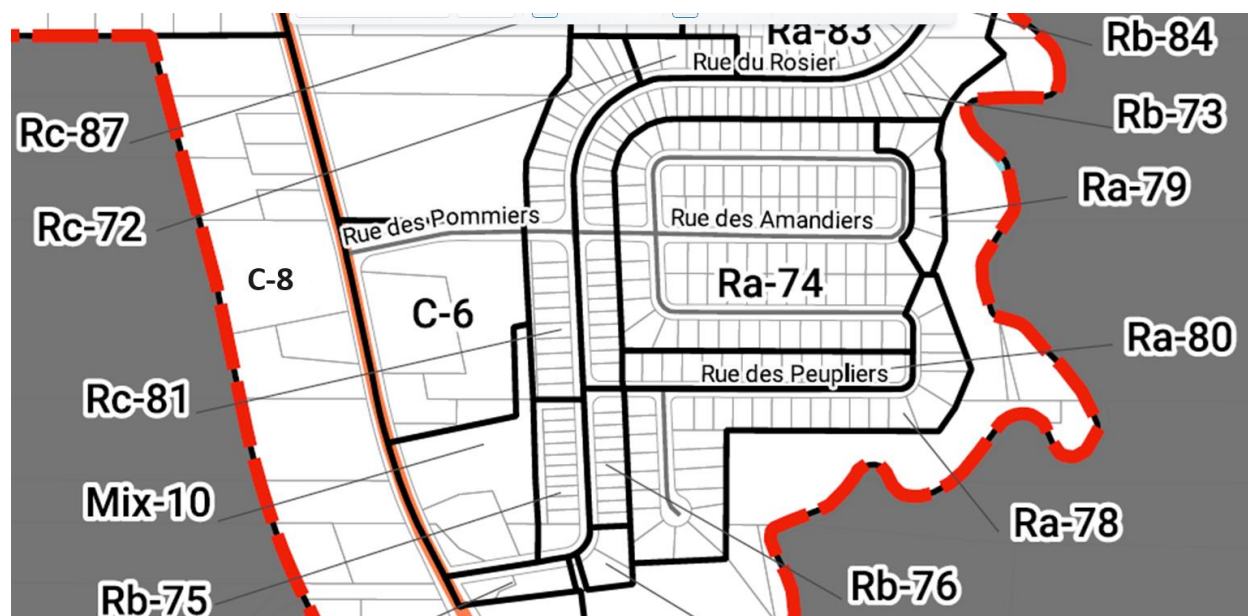 Ra-83
Rb-84
Rue du Rosier
Rc-87
Rb-73
Ra-79
Rc-72
Rue des Pommiers
Rue des Amandiers
C-8
Ra-74
C-6
Ra-80
Rue des Peupliers
Rc-81
Mix-10
Ra-78
Rb-75
Rb-76